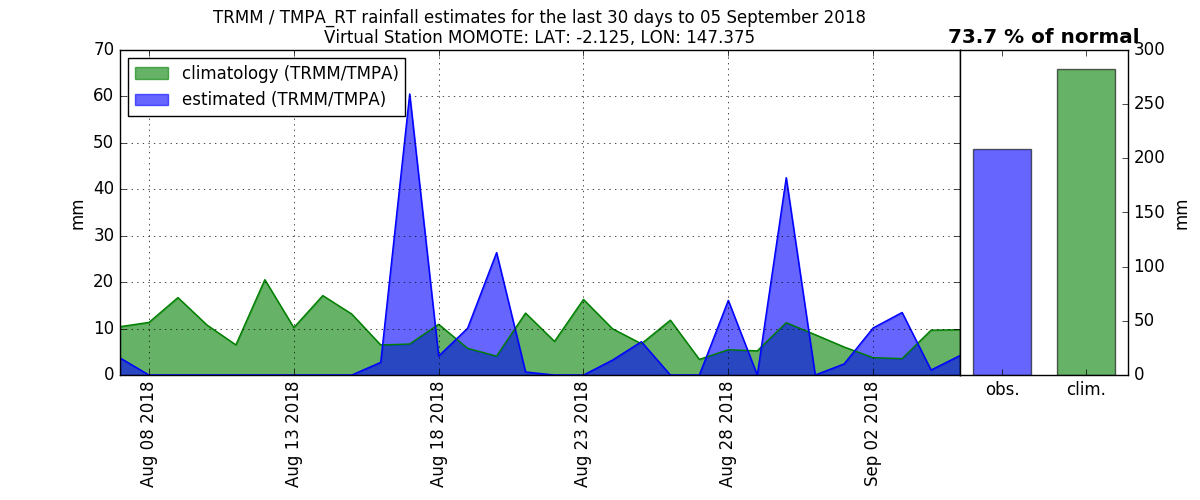 TRMM / TMPA_RT rainfall estimates for the last 30 days to 05 September 2018
Virtual Station MOMOTE: LAT: -2.125, LON: 147.375
73.7 % of normal
climatology (TRMM/TMPA)
estimated (TRMM/TMPA)
70
60
50
40
30
20
10
0
mm
300
250
200
150
100
50
0
mm
Aug 08 2018
Aug 13 2018
Aug 18 2018
Aug 23 2018
Aug 28 2018
Sep 02 2018
obs.
clim.